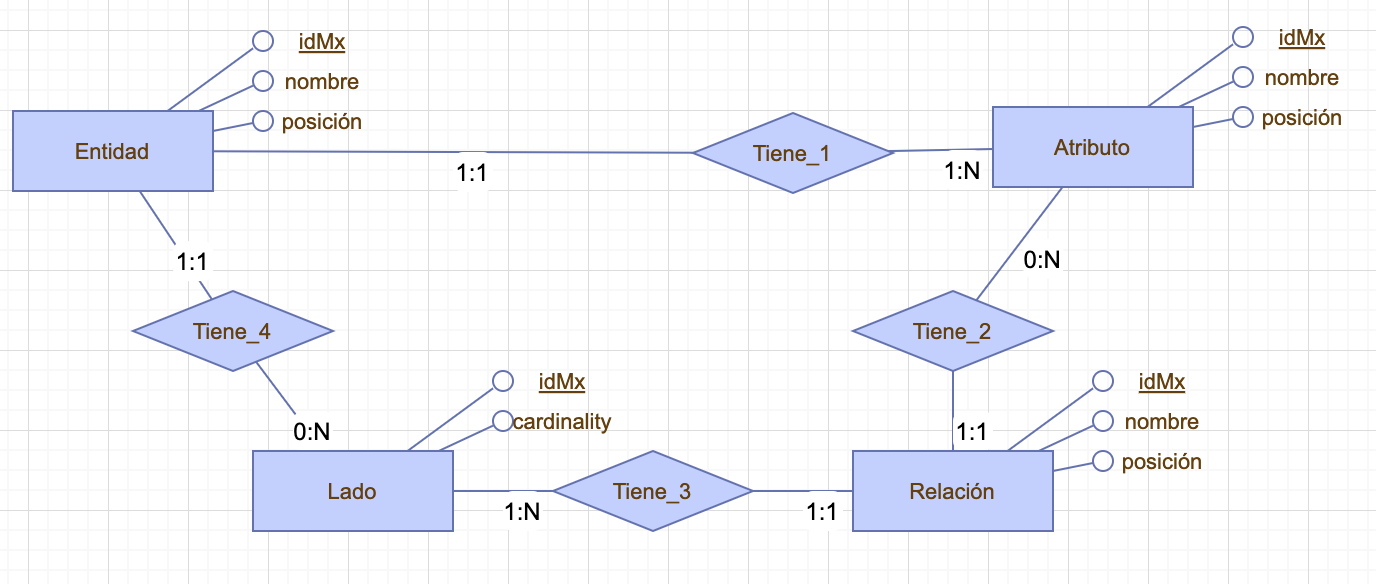 idMx
nombre
posición
Entidad
1:1
Tiene_1
1:N
idMx
nombre
posición
Atributo
1:1
Tiene_4
0:N
0:N
Tiene_2
1:1
idMx
cardinality
Lado
1:N
Tiene_3
1:1
idMx
nombre
posición
Relación